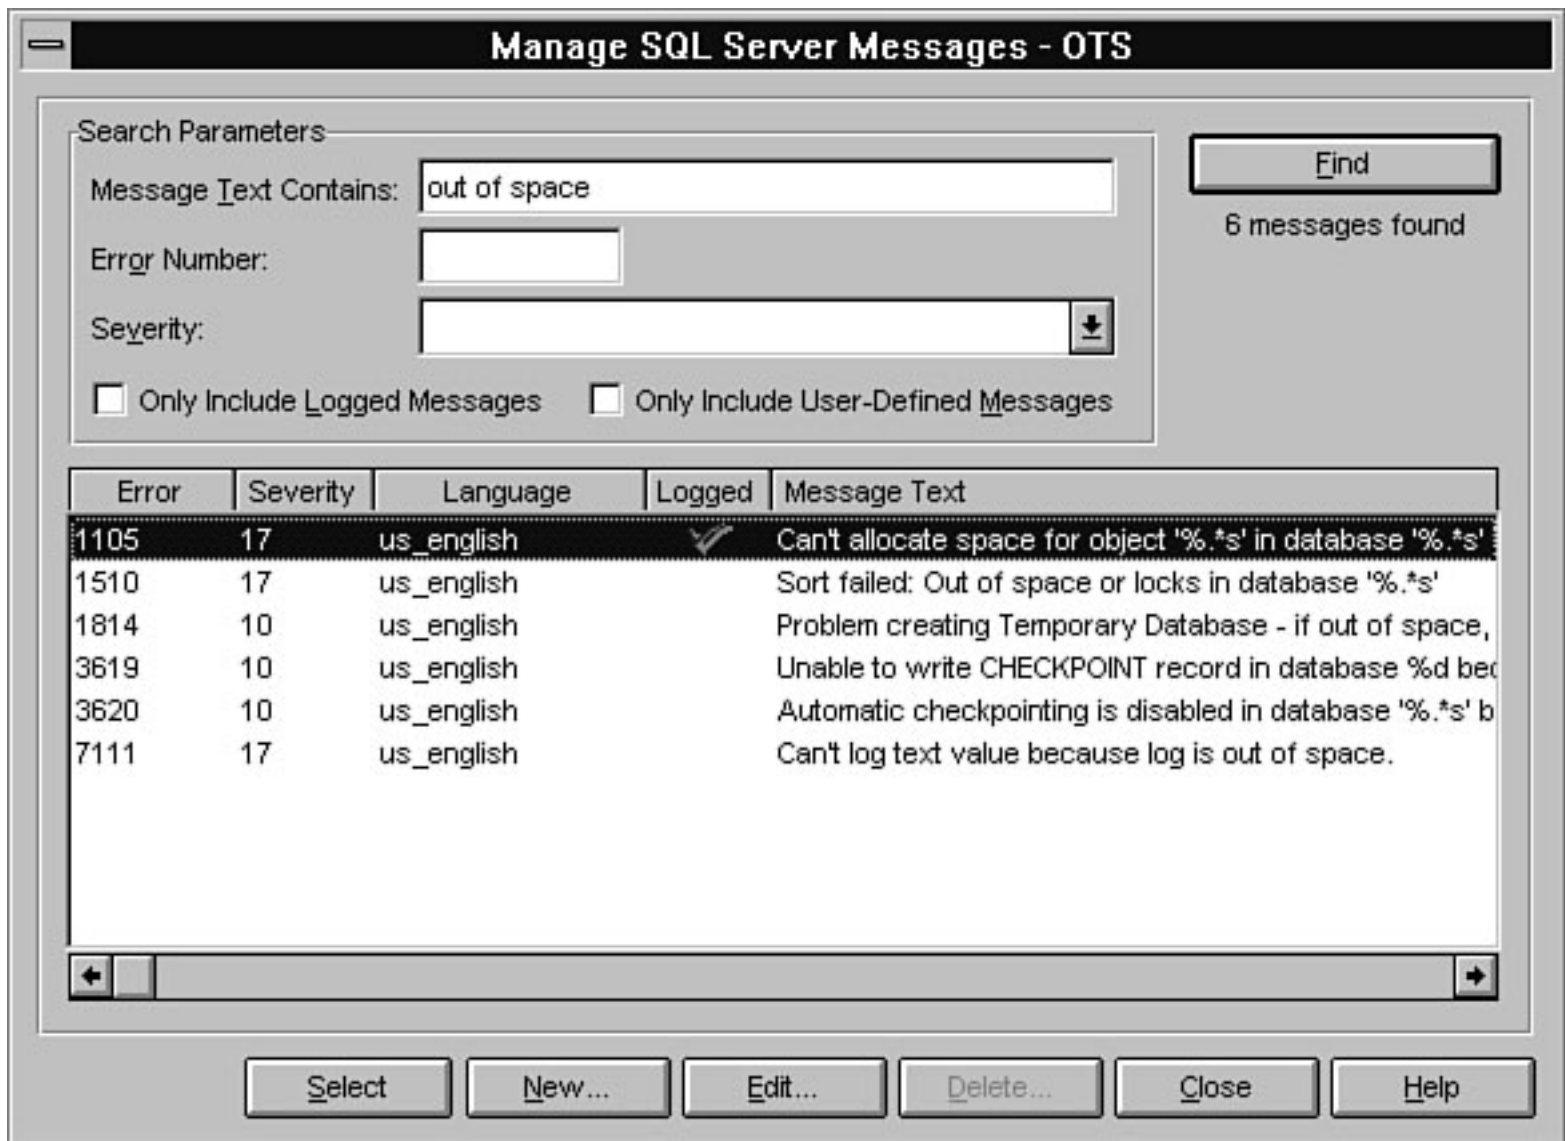 Manage SQL Server Messages - OTS
Search Parameters
Message Text Contains: out of space
Find
6 messages found
Error Number:
Severity:
Only Include Logged Messages Only Include User-Defined Messages
Error Severity Language Logged Message Text
1105 17 us_english Can't allocate space for object '%.*s' in database '%.*s'
1510 17 us_english Sort failed: Out of space or locks in database '%.*s'
1814 10 us_english Problem creating Temporary Database - if out of space,
3619 10 us_english Unable to write CHECKPOINT record in database %d bec
3620 10 us_english Automatic checkpointing is disabled in database '%.*s' b
7111 17 us_english Can't log text value because log is out of space.
Select New... Edit... Delete... Close Help